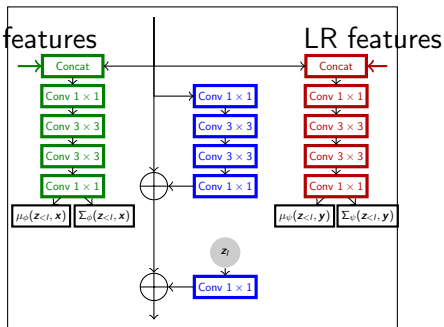 features
LR features
Concat
Concat
Conv 1 × 1
Conv 1 × 1
Conv 1 × 1
Conv 3 × 3
Conv 3 × 3
Conv 3 × 3
Conv 3 × 3
Conv 3 × 3
Conv 3 × 3
Conv 1 × 1
Conv 1 × 1
Conv 1 × 1
μϕ(z<l, x)
Σϕ(z<l, x)
μψ(z<l, y)
Σψ(z<l, y)
zl
Conv 1 × 1